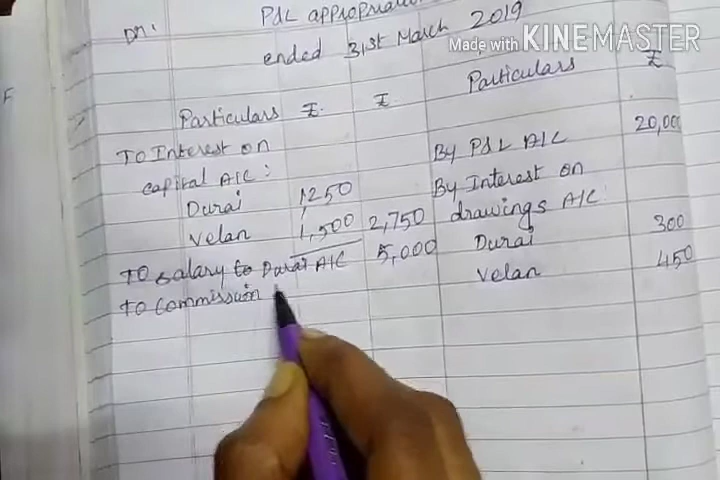 P&L appropriation
Dr:
ended 31st March 2019
Made with KINEMASTER
Particulars ₹. ₹ Particulars ₹
To Interest on By P&L A/C 20,000
capital A/C: By Interest on
Durai 1,250 drawings A/C
Velan 1,500 2,750 Durai 300
To salary to Durai A/C 5,000 Velan 450
To Commission
F